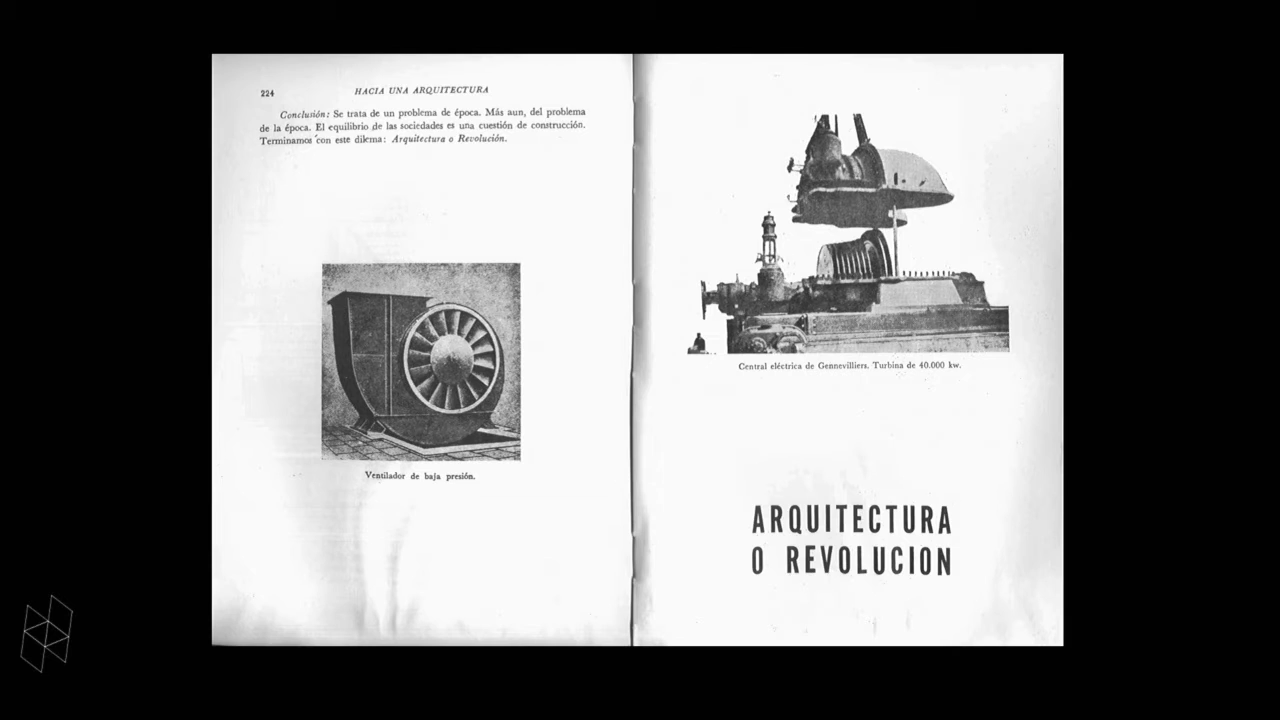 224
HACIA UNA ARQUITECTURA
Conclusión: Se trata de un problema de época. Más aun, del problema
de la época. El equilibrio de las sociedades es una cuestión de construcción.
Terminamos con este dilema: Arquitectura o Revolución.
Ventilador de baja presión.
Central eléctrica de Gennevilliers. Turbina de 40.000 kw.
ARQUITECTURA
O REVOLUCION